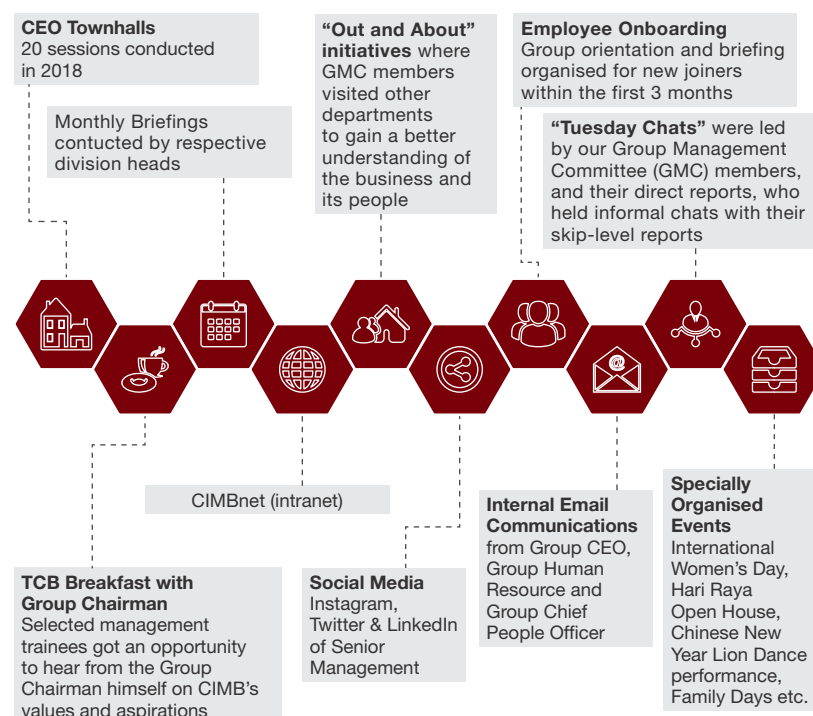 CEO Townhalls
20 sessions conducted
in 2018
Monthly Briefings
contucted by respective
division heads
“Out and About”
initiatives where
GMC members
visited other
departments
to gain a better
understanding of
the business and
its people
Employee Onboarding
Group orientation and briefing
organised for new joiners
within the first 3 months
“Tuesday Chats” were led
by our Group Management
Committee (GMC) members,
and their direct reports, who
held informal chats with their
skip-level reports
@
TCB Breakfast with
Group Chairman
Selected management
trainees got an opportunity
to hear from the Group
Chairman himself on CIMB’s
values and aspirations
CIMBnet (intranet)
Social Media
Instagram,
Twitter & LinkedIn
of Senior
Management
Internal Email
Communications
from Group CEO,
Group Human
Resource and
Group Chief
People Officer
Specially
Organised
Events
International
Women’s Day,
Hari Raya
Open House,
Chinese New
Year Lion Dance
performance,
Family Days etc.